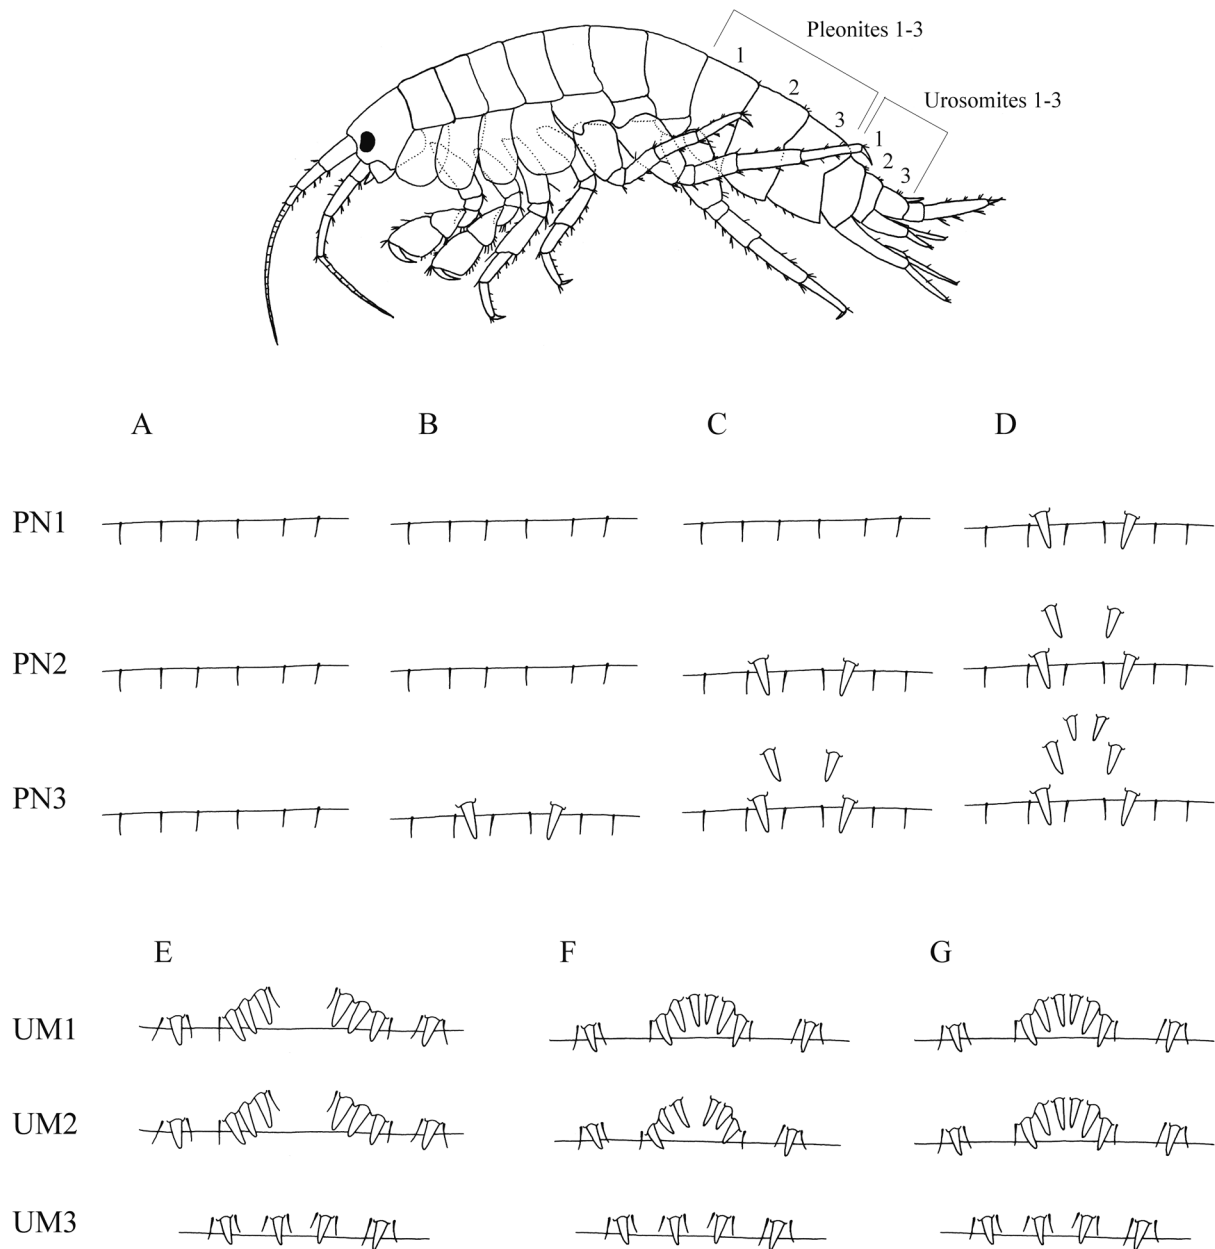 Pleonites 1-3
1
2
3
Urosomites 1-3
1
2
3
A B C D
PN1
PN2
PN3
E F G
UM1
UM2
UM3